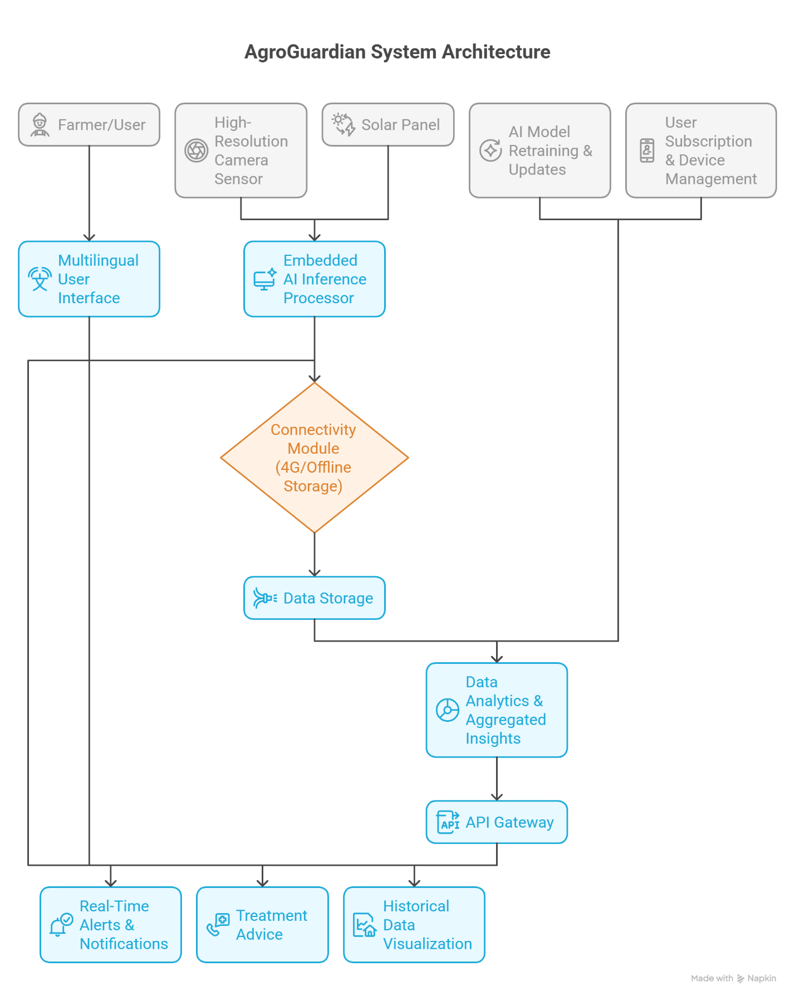 AgroGuardian System Architecture
Farmer/User
High-
Resolution
Camera
Sensor
Solar Panel
AI Model
Retraining &
Updates
User
Subscription
& Device
Management
Multilingual
User
Interface
Embedded
AI Inference
Processor
Connectivity
Module
(4G/Offline
Storage)
Data Storage
Data
Analytics &
Aggregated
Insights
API
API Gateway
Real-Time
Alerts &
Notifications
Treatment
Advice
Historical
Data
Visualization
Made with Napkin